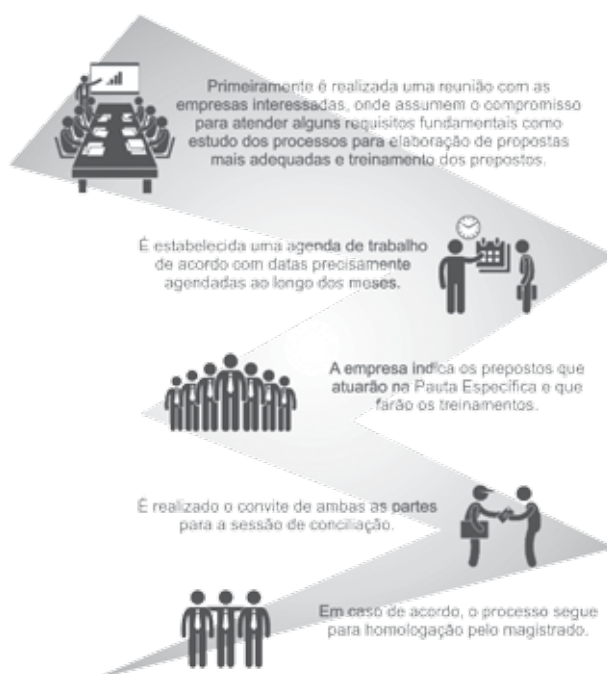 Primeiramente é realizada uma reunião com as
empresas interessadas, onde assumem o compromisso
para atender alguns requisitos fundamentais como
estudo dos processos para elaboração de propostas
mais adequadas e treinamento dos prepostos.
É estabelecida uma agenda de trabalho
de acordo com datas precisamente
agendadas ao longo dos meses.
A empresa indica os prepostos que
atuarão na Pauta Específica e que
farão os treinamentos.
É realizado o convite de ambas as partes
para a sessão de conciliação.
Em caso de acordo, o processo segue
para homologação pelo magistrado.